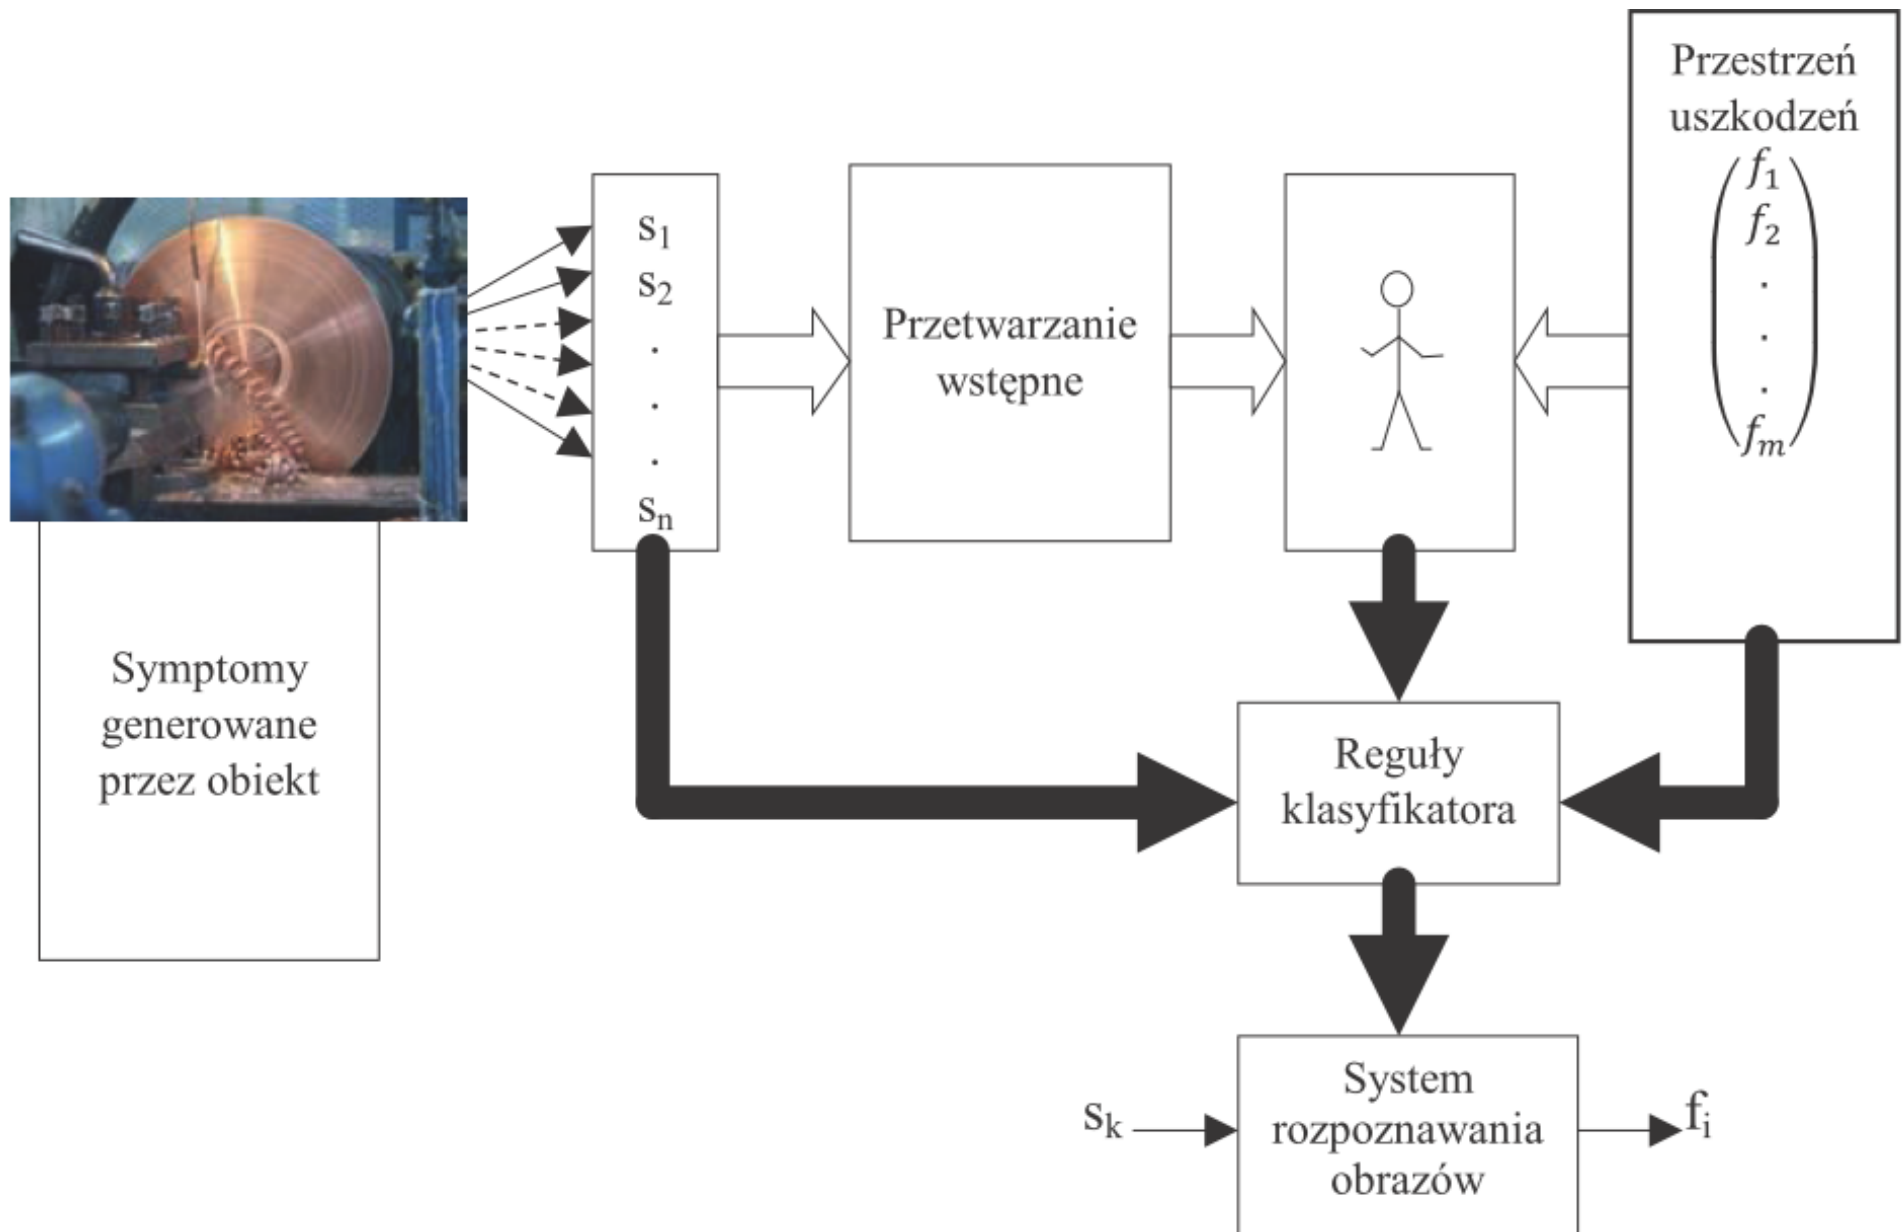 Symptomy
generowane
przez obiekt
s₁
s₂
.
.
.
sₙ
Przetwarzanie
wstępne
Przestrzeń
uszkodzeń
f₁
f₂
.
.
.
fₘ
Reguły
klasyfikatora
sₖ
System
rozpoznawania
obrazów
fᵢ